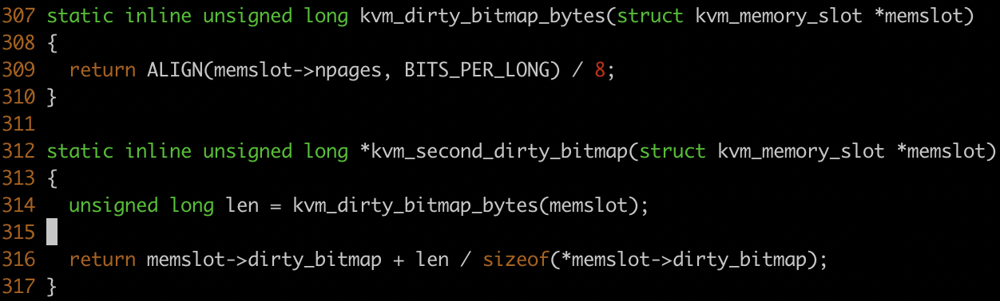 307 static inline unsigned long kvm_dirty_bitmap_bytes(struct kvm_memory_slot *memslot)
308 {
309   return ALIGN(memslot->npages, BITS_PER_LONG) / 8;
310 }
311
312 static inline unsigned long *kvm_second_dirty_bitmap(struct kvm_memory_slot *memslot)
313 {
314   unsigned long len = kvm_dirty_bitmap_bytes(memslot);
315
316   return memslot->dirty_bitmap + len / sizeof(*memslot->dirty_bitmap);
317 }